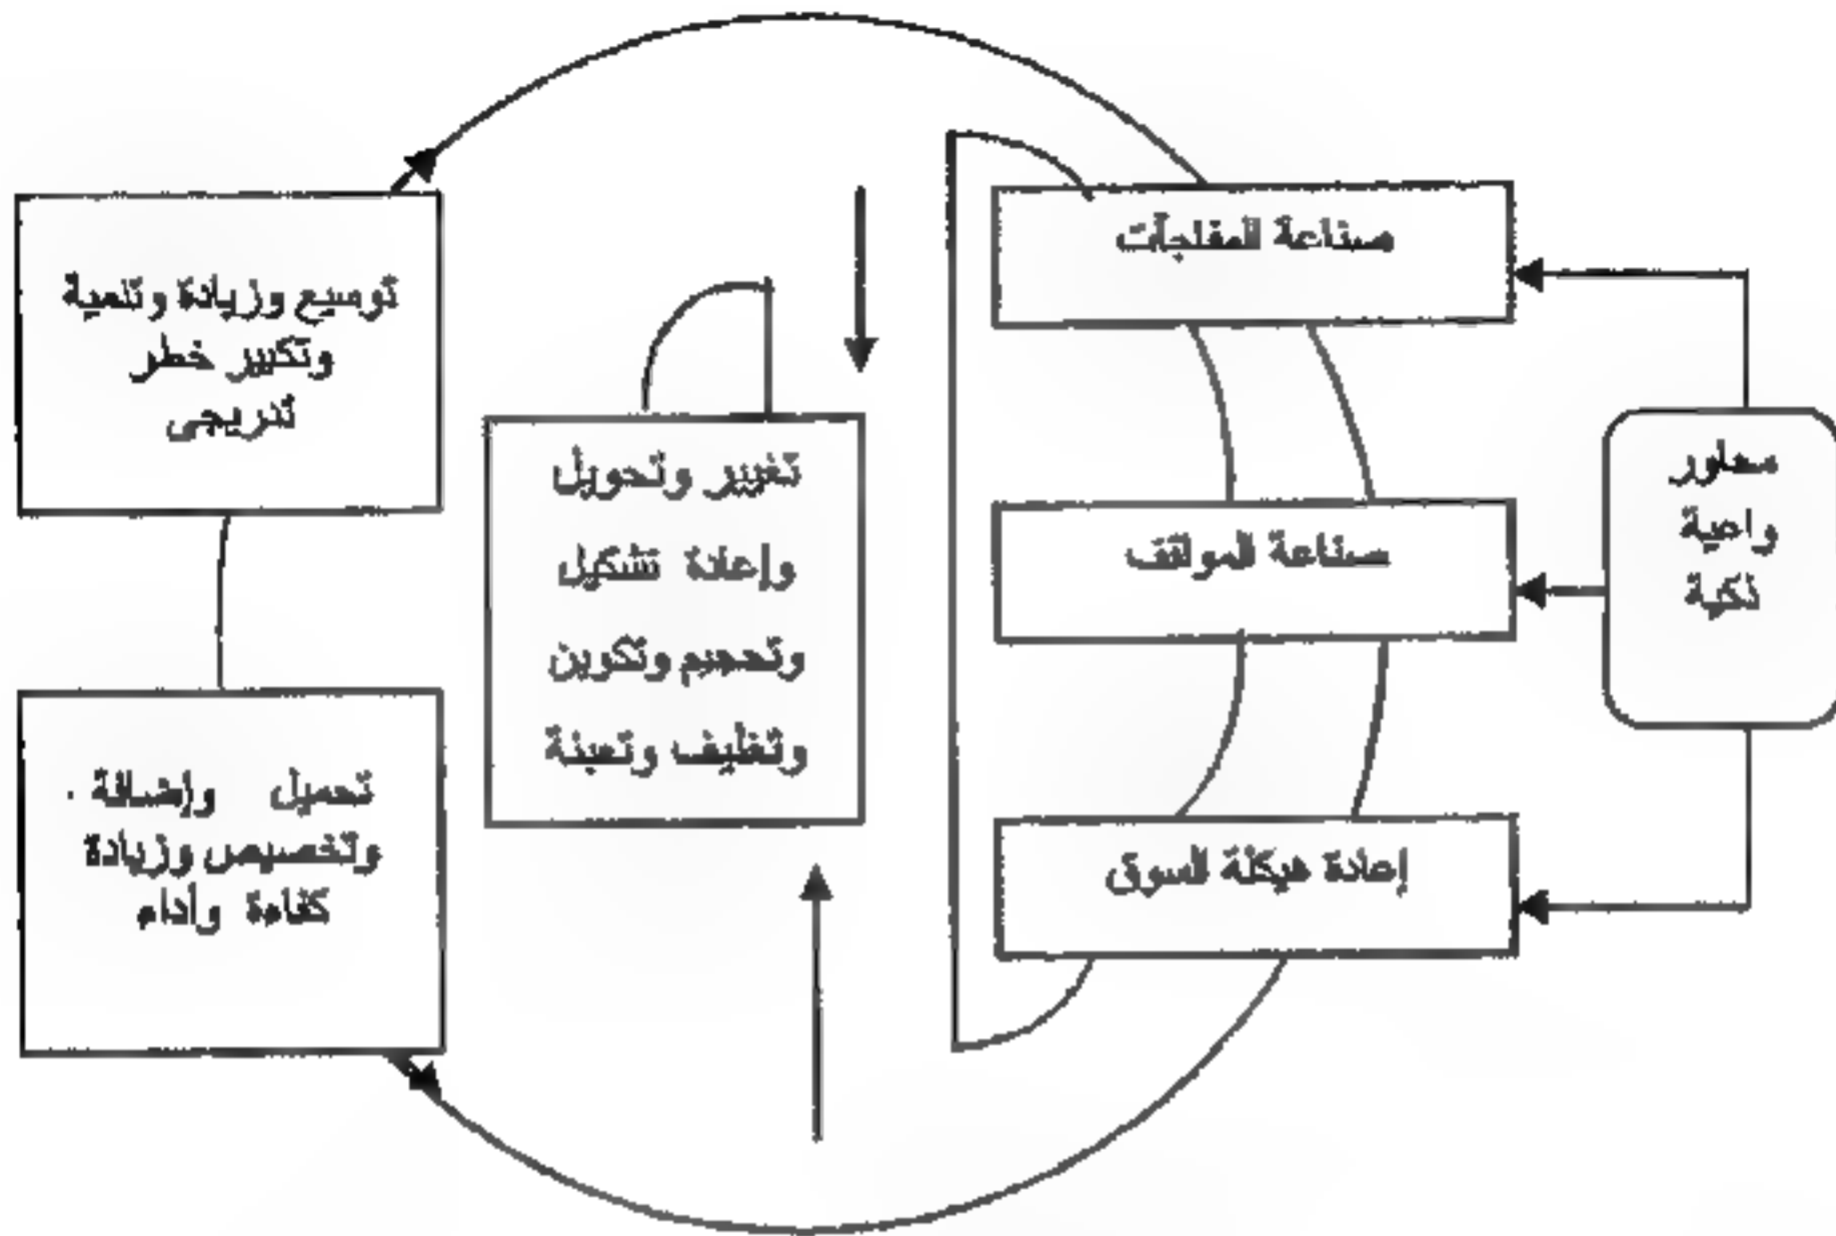 صناعة المفاجآت
صناعة المواقف
إعادة هيكلة السوق
محاور
واعية
ذكية
تغيير وتحويل
وإعادة تشكيل
وتحجيم وتكوين
وتغليف وتعبئة
توسيع وزيادة وتنمية
وتكبير خطر
تدريجى
تحميل وإضافة
وتخصيص وزيادة
كفاءة وأداء